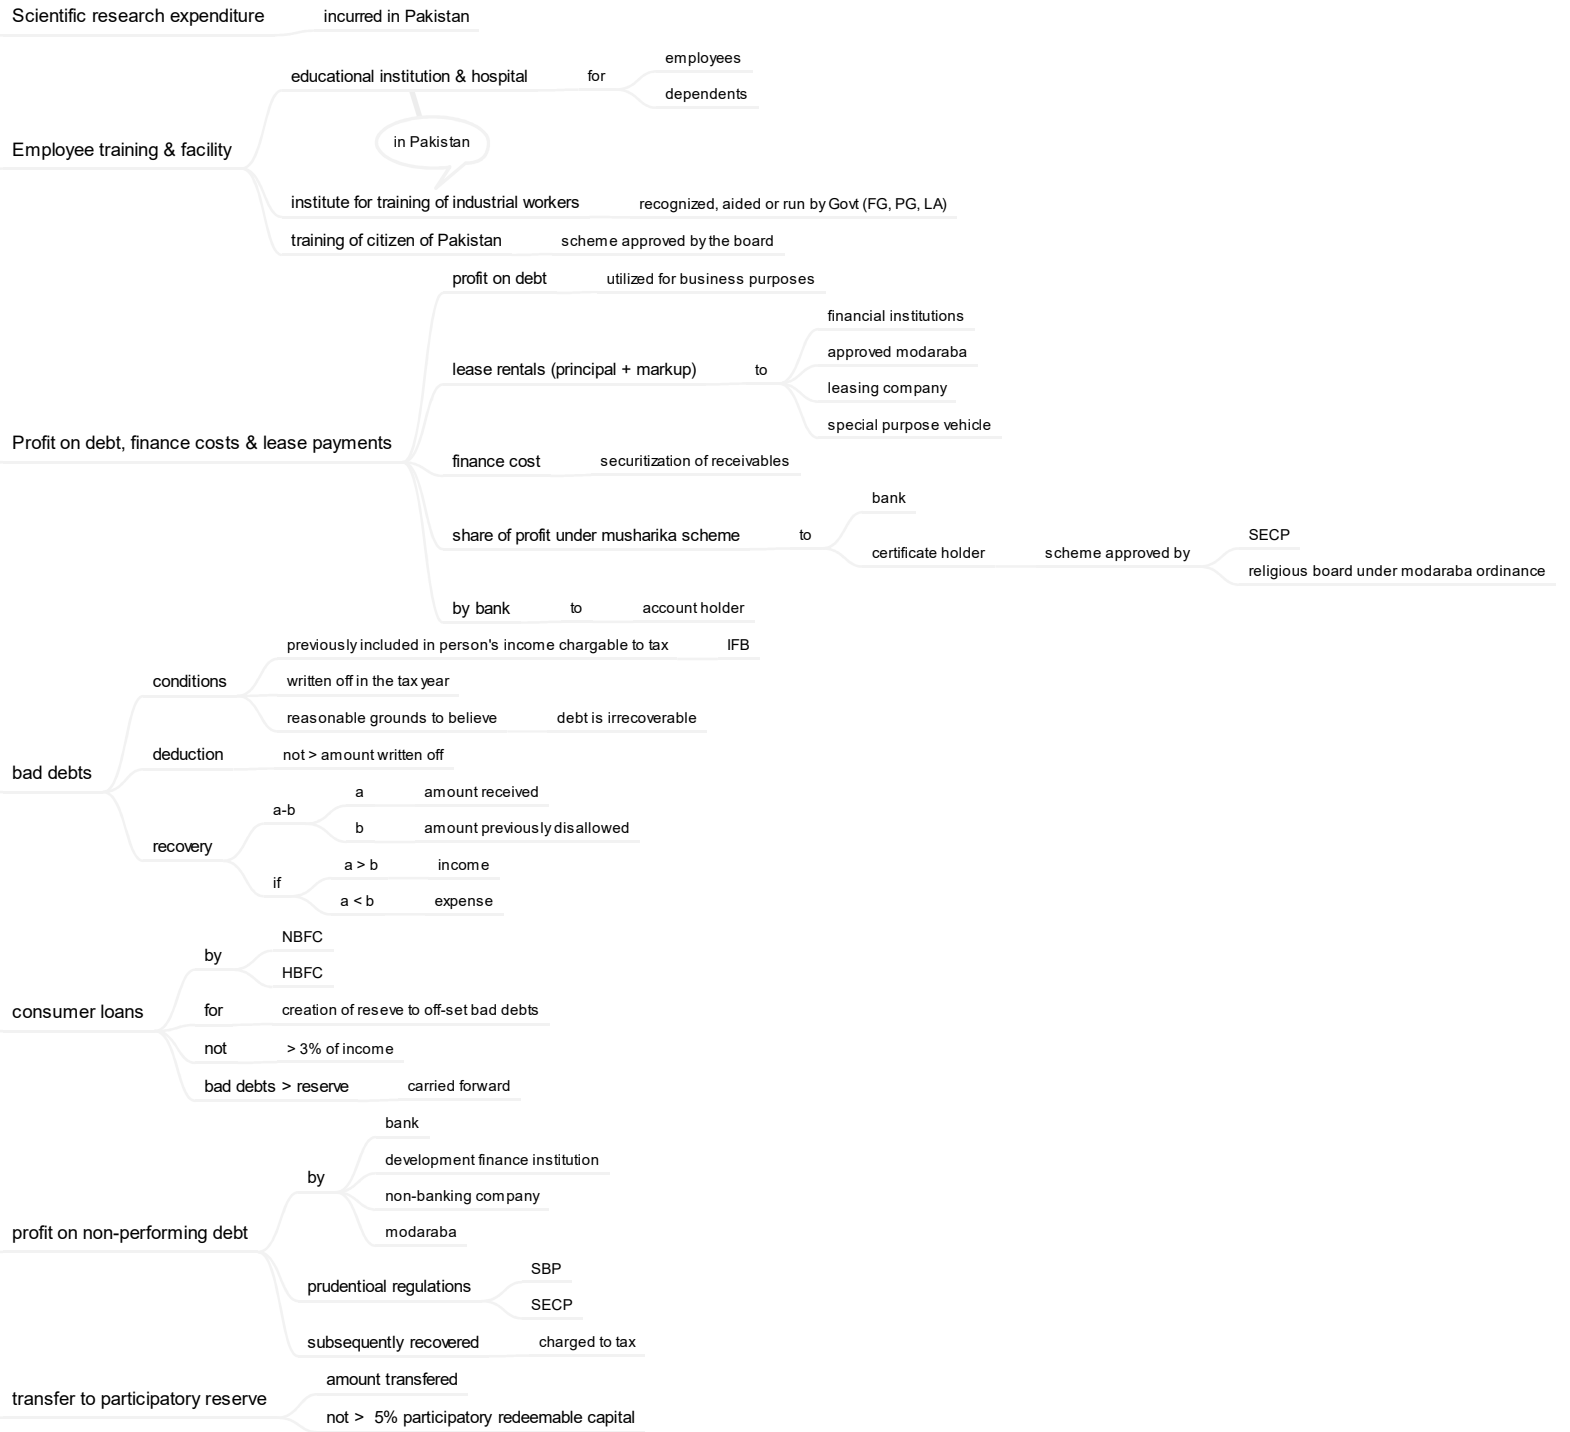 Scientific research expenditure
incurred in Pakistan
Employee training & facility
educational institution & hospital
for
employees
dependents
in Pakistan
institute for training of industrial workers
recognized, aided or run by Govt (FG, PG, LA)
training of citizen of Pakistan
scheme approved by the board
Profit on debt, finance costs & lease payments
profit on debt
utilized for business purposes
lease rentals (principal + markup)
to
financial institutions
approved modaraba
leasing company
special purpose vehicle
finance cost
securitization of receivables
share of profit under musharika scheme
to
bank
certificate holder
scheme approved by
SECP
religious board under modaraba ordinance
by bank
to
account holder
bad debts
conditions
previously included in person's income chargable to tax
IFB
written off in the tax year
reasonable grounds to believe
debt is irrecoverable
deduction
not > amount written off
recovery
a-b
a
amount received
b
amount previously disallowed
if
a > b
income
a < b
expense
consumer loans
by
NBFC
HBFC
for
creation of reseve to off-set bad debts
not
> 3% of income
bad debts > reserve
carried forward
profit on non-performing debt
by
bank
development finance institution
non-banking company
modaraba
prudentioal regulations
SBP
SECP
subsequently recovered
charged to tax
transfer to participatory reserve
amount transfered
not > 5% participatory redeemable capital